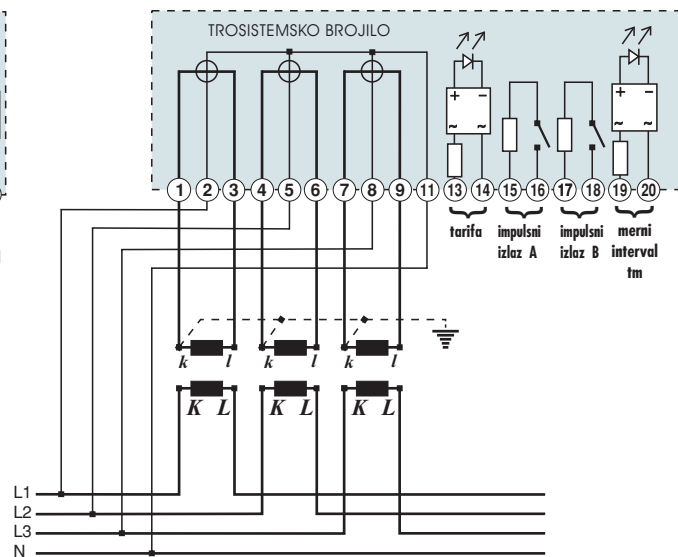 TROSISTEMSKO BROJILO
+ −
~ ~
+ −
~ ~
1 2 3 4 5 6 7 8 9 11 13 14 15 16 17 18 19 20
tarifa impulsni impulsni merni
izlaz A izlaz B interval
tm
k l k l k l
K L K L K L
L1
L2
L3
N